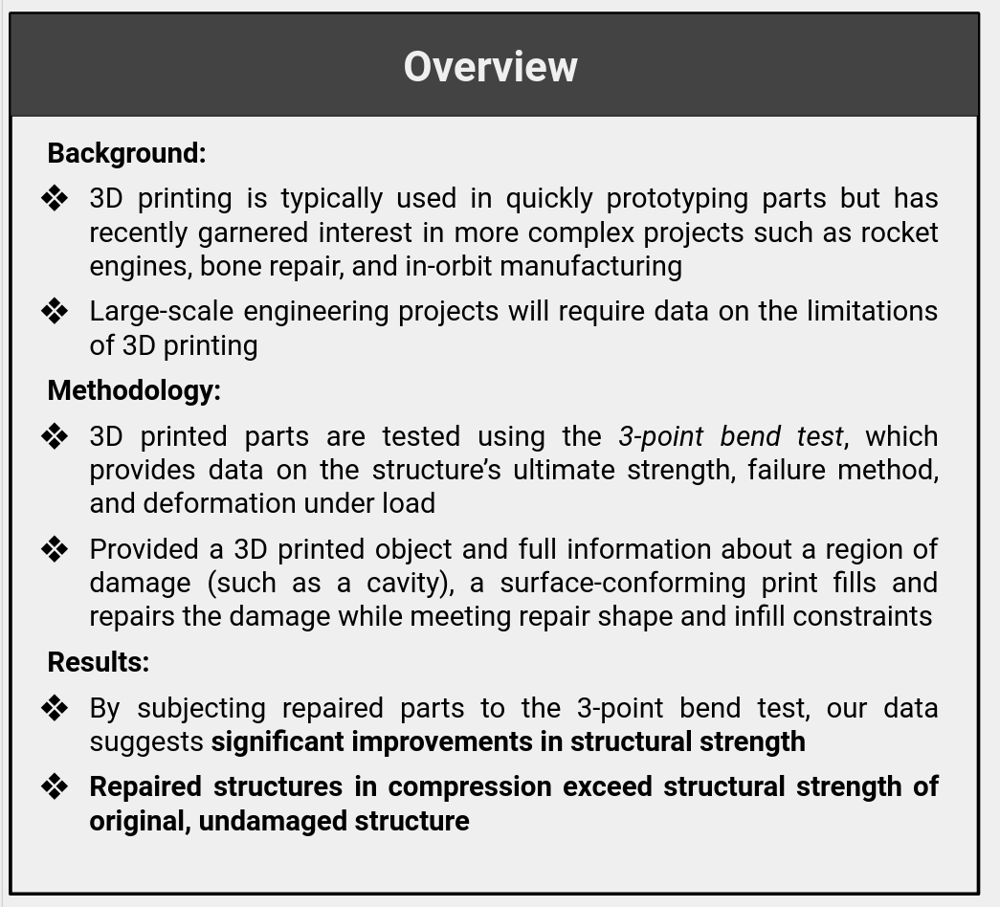 Overview
Background:
❖ 3D printing is typically used in quickly prototyping parts but has
recently garnered interest in more complex projects such as rocket
engines, bone repair, and in-orbit manufacturing
❖ Large-scale engineering projects will require data on the limitations
of 3D printing
Methodology:
❖ 3D printed parts are tested using the 3-point bend test, which
provides data on the structure’s ultimate strength, failure method,
and deformation under load
❖ Provided a 3D printed object and full information about a region of
damage (such as a cavity), a surface-conforming print fills and
repairs the damage while meeting repair shape and infill constraints
Results:
❖ By subjecting repaired parts to the 3-point bend test, our data
suggests significant improvements in structural strength
❖ Repaired structures in compression exceed structural strength of
original, undamaged structure